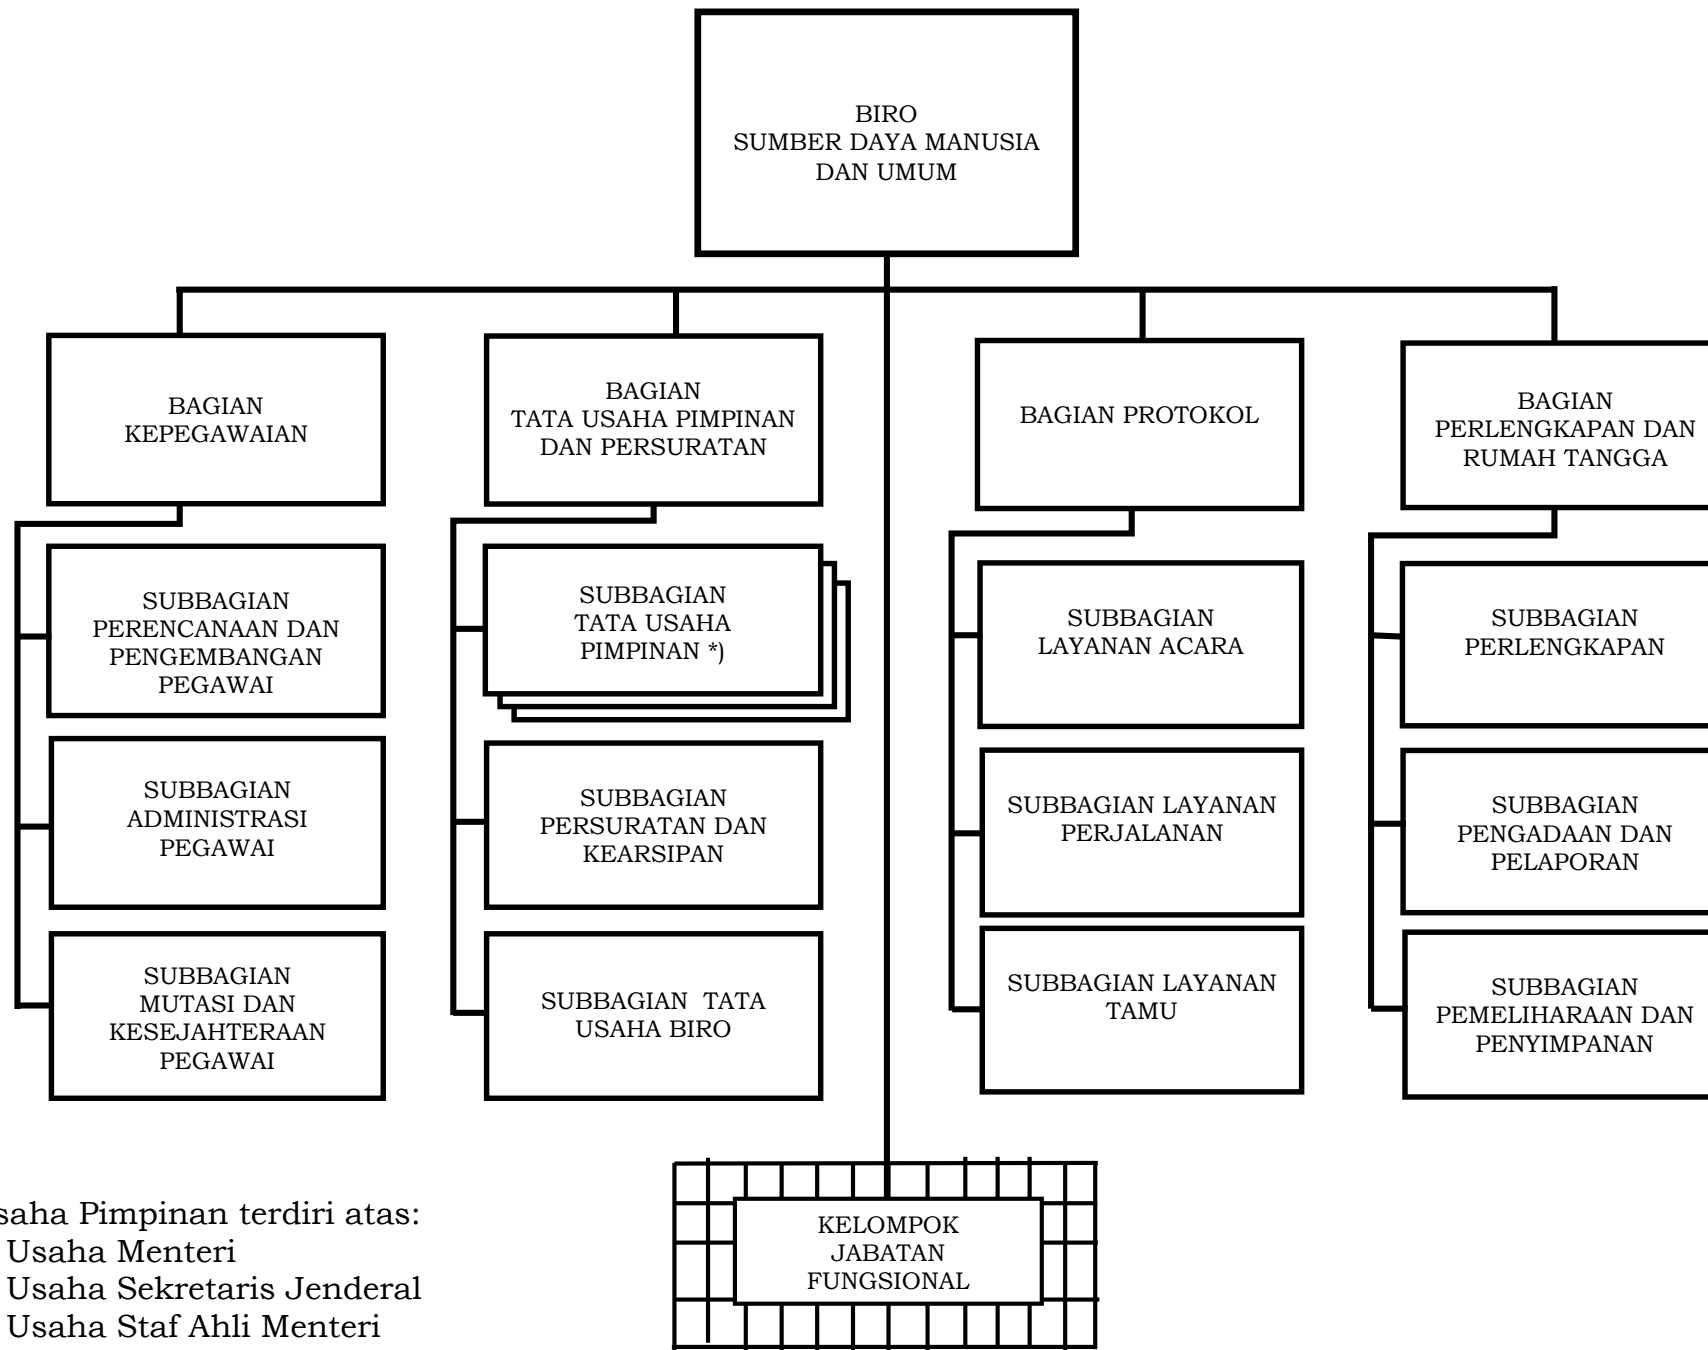 BIRO
SUMBER DAYA MANUSIA
DAN UMUM
BAGIAN
KEPEGAWAIAN
SUBBAGIAN
PERENCANAAN DAN
PENGEMBANGAN
PEGAWAI
SUBBAGIAN
ADMINISTRASI
PEGAWAI
SUBBAGIAN
MUTASI DAN
KESEJAHTERAAN
PEGAWAI
BAGIAN
TATA USAHA PIMPINAN
DAN PERSURATAN
SUBBAGIAN
TATA USAHA
PIMPINAN *)
SUBBAGIAN
PERSURATAN DAN
KEARSIPAN
SUBBAGIAN  TATA
USAHA BIRO
BAGIAN PROTOKOL
SUBBAGIAN
LAYANAN ACARA
SUBBAGIAN LAYANAN
PERJALANAN
SUBBAGIAN LAYANAN
TAMU
BAGIAN
PERLENGKAPAN DAN
RUMAH TANGGA
SUBBAGIAN
PERLENGKAPAN
SUBBAGIAN
PENGADAAN DAN
PELAPORAN
SUBBAGIAN
PEMELIHARAAN DAN
PENYIMPANAN
KELOMPOK
JABATAN
FUNGSIONAL
saha Pimpinan terdiri atas:
Usaha Menteri
Usaha Sekretaris Jenderal
Usaha Staf Ahli Menteri